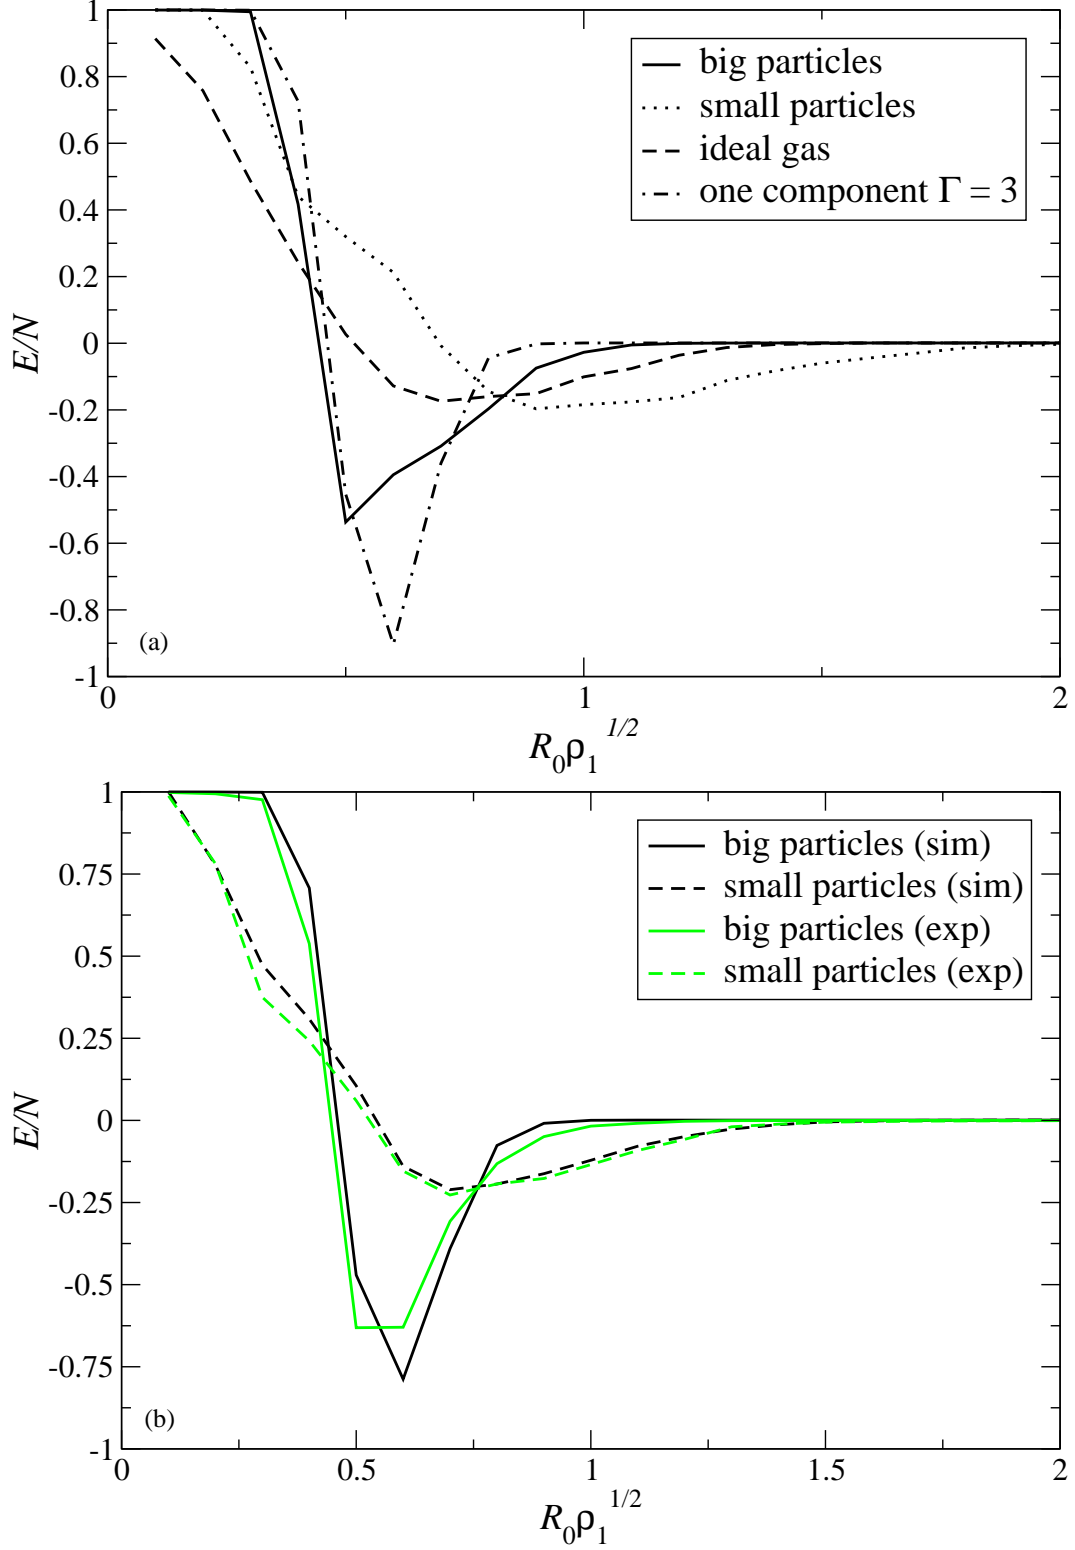 1
0.8
0.6
0.4
0.2
0
-0.2
-0.4
-0.6
-0.8
-1
E/N
big particles
small particles
ideal gas
one component Γ = 3
(a)
0 1 2
R₀ρ₁^1/2
1
0.75
0.5
0.25
0
-0.25
-0.5
-0.75
-1
E/N
big particles (sim)
small particles (sim)
big particles (exp)
small particles (exp)
(b)
0 0.5 1 1.5 2
R₀ρ₁^1/2